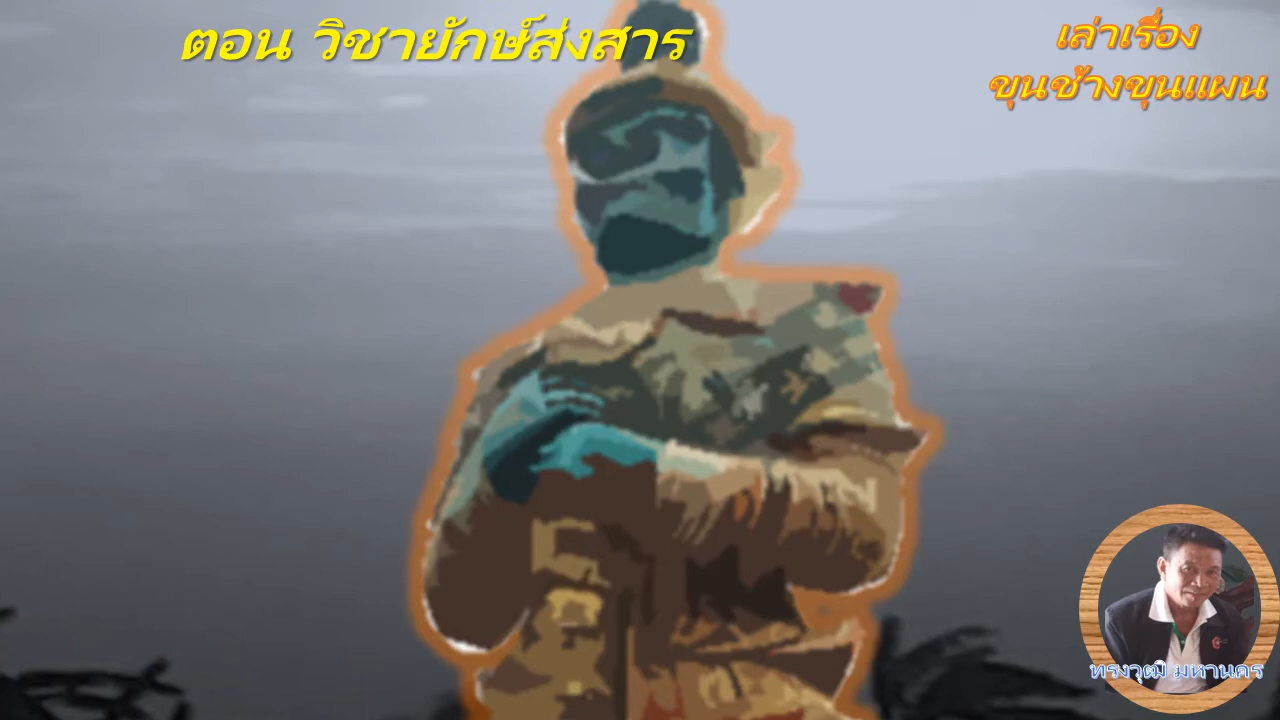 ตอน วิชายักษ์ส่งสาร
เล่าเรื่อง
ขุนช้างขุนแผน
ทรงวุฒิ มหานคร